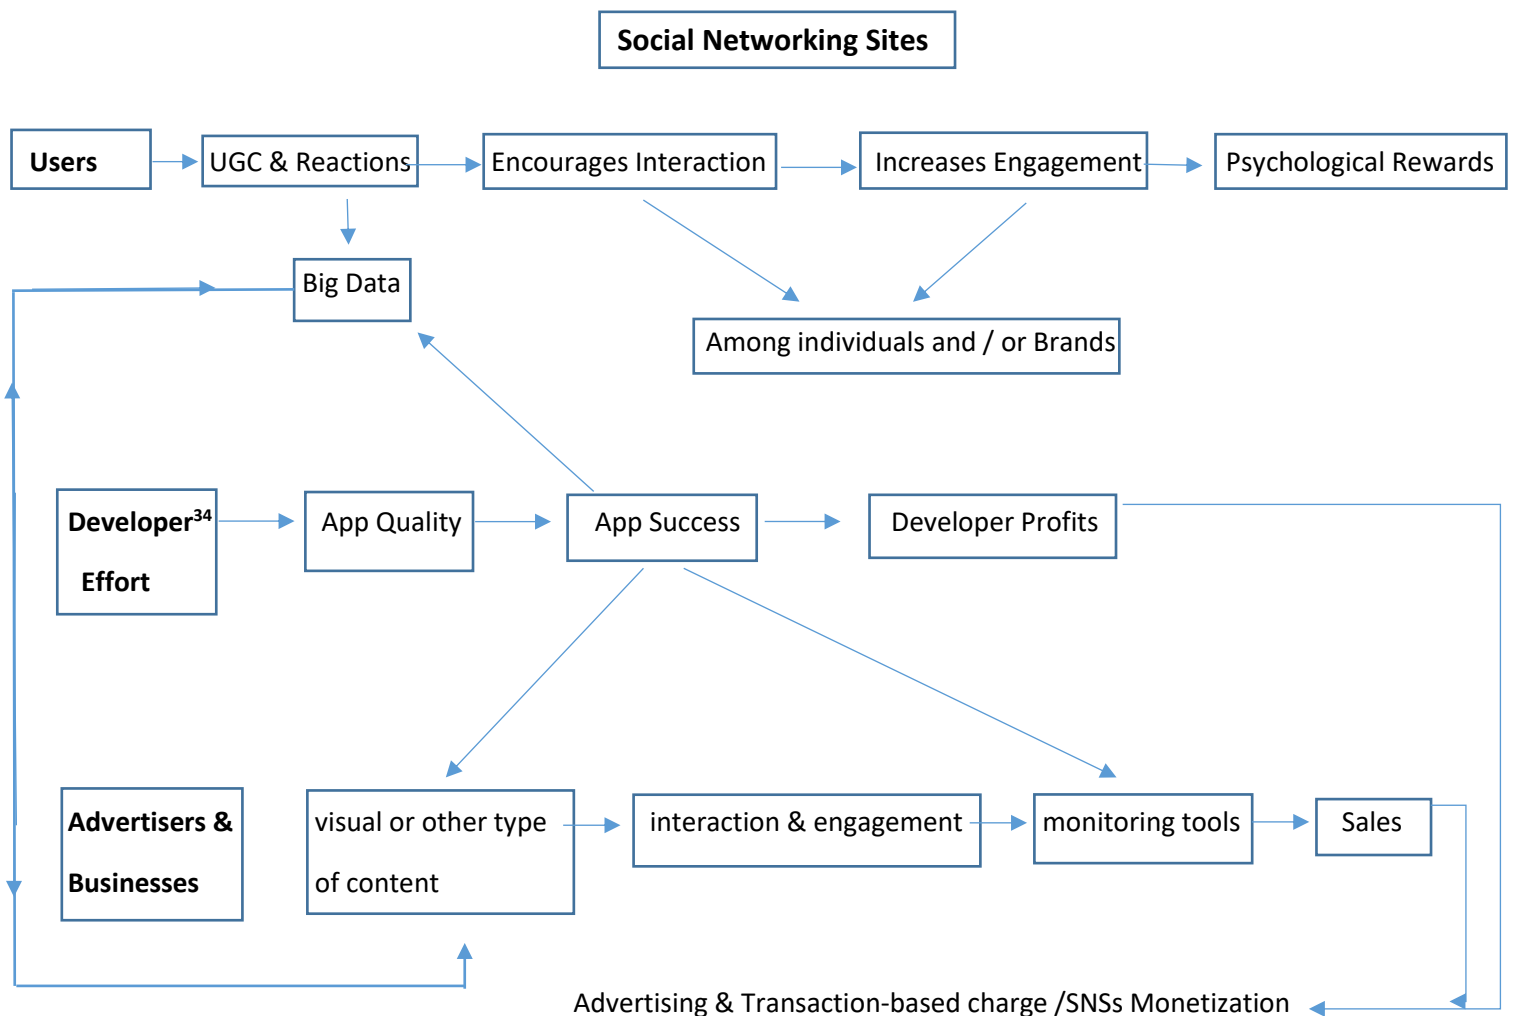 Social Networking Sites
Users
UGC & Reactions
Encourages Interaction
Increases Engagement
Psychological Rewards
Big Data
Among individuals and / or Brands
Developer³⁴
Effort
App Quality
App Success
Developer Profits
Advertisers &
Businesses
visual or other type
of content
interaction & engagement
monitoring tools
Sales
Advertising & Transaction-based charge /SNSs Monetization